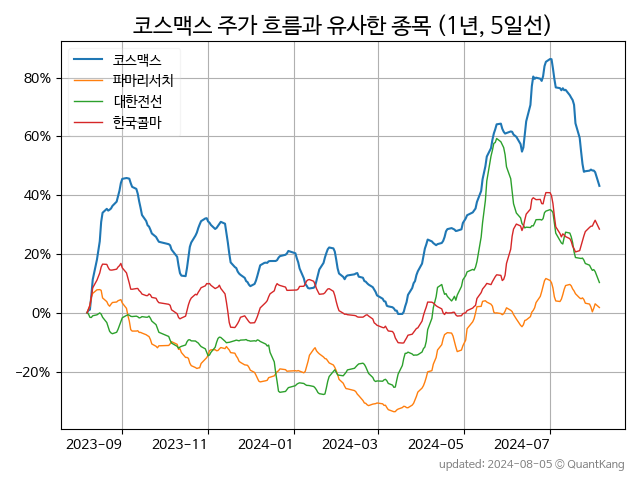 코스맥스 주가 흐름과 유사한 종목 (1년, 5일선)
코스맥스
파마리서치
대한전선
한국콜마
80%
60%
40%
20%
0%
−20%
2023-09 2023-11 2024-01 2024-03 2024-05 2024-07
updated: 2024-08-05 © QuantKang